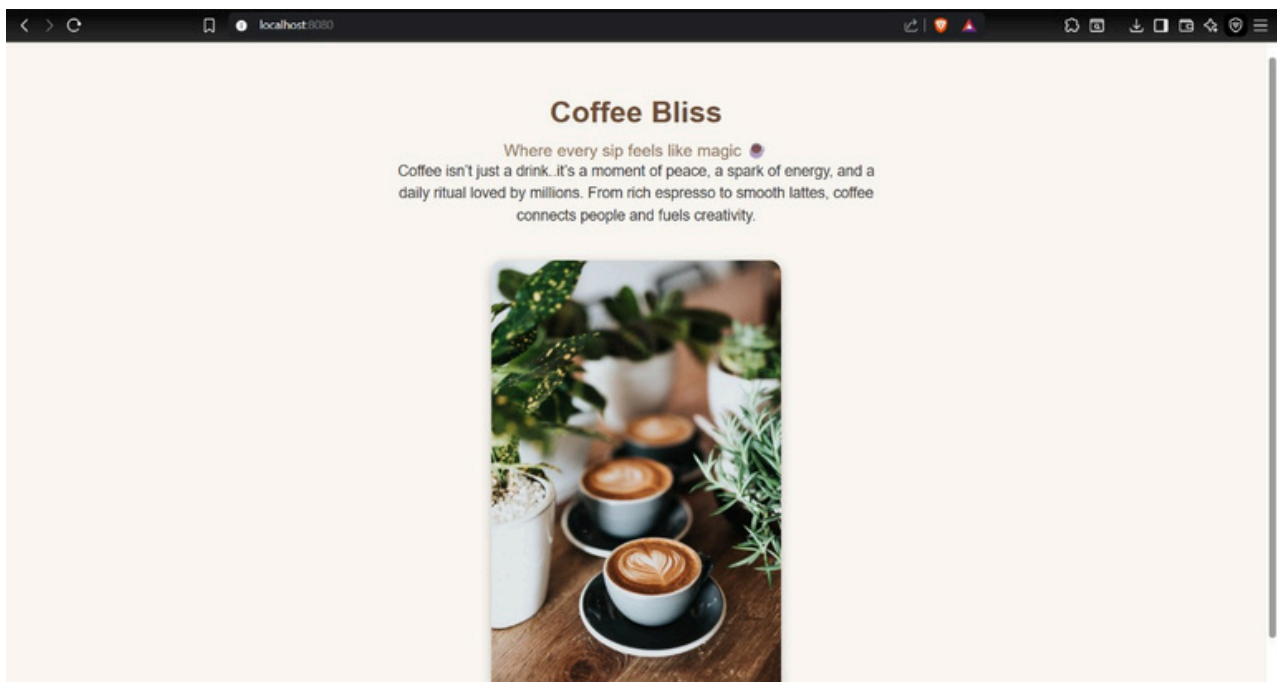 localhost:8080
Coffee Bliss
Where every sip feels like magic
Coffee isn't just a drink..it's a moment of peace, a spark of energy, and a
daily ritual loved by millions. From rich espresso to smooth lattes, coffee
connects people and fuels creativity.